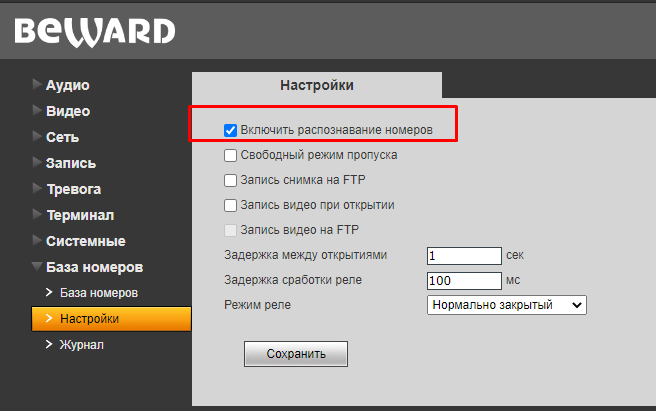 BEWARD
Аудио
Видео
Сеть
Запись
Тревога
Терминал
Системные
База номеров
База номеров
Настройки
Журнал
Настройки
Включить распознавание номеров
Свободный режим пропуска
Запись снимка на FTP
Запись видео при открытии
Запись видео на FTP
Задержка между открытиями 1 сек
Задержка сработки реле 100 мс
Режим реле Нормально закрытый
Сохранить